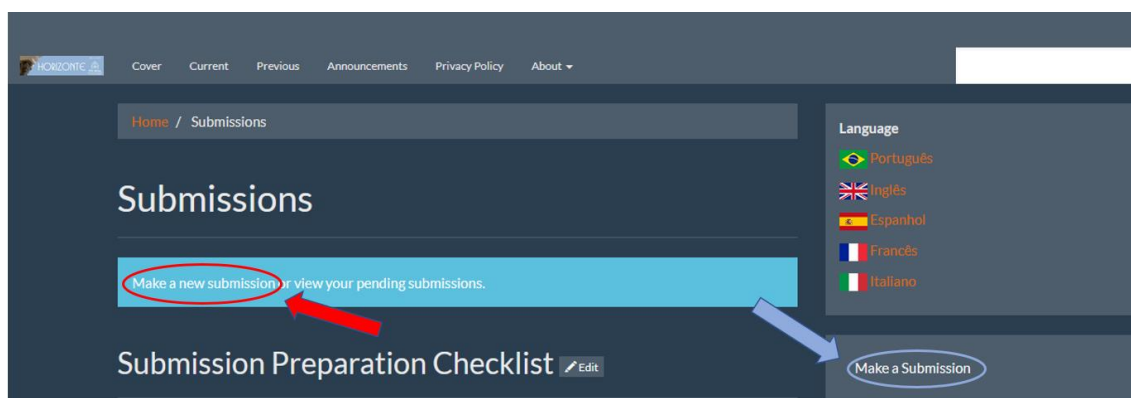 HORIZONTE
Cover Current Previous Announcements Privacy Policy About
Home / Submissions
Submissions
Make a new submission or view your pending submissions.
Submission Preparation Checklist Edit
Language
Português
Inglês
Espanhol
Francês
Italiano
Make a Submission